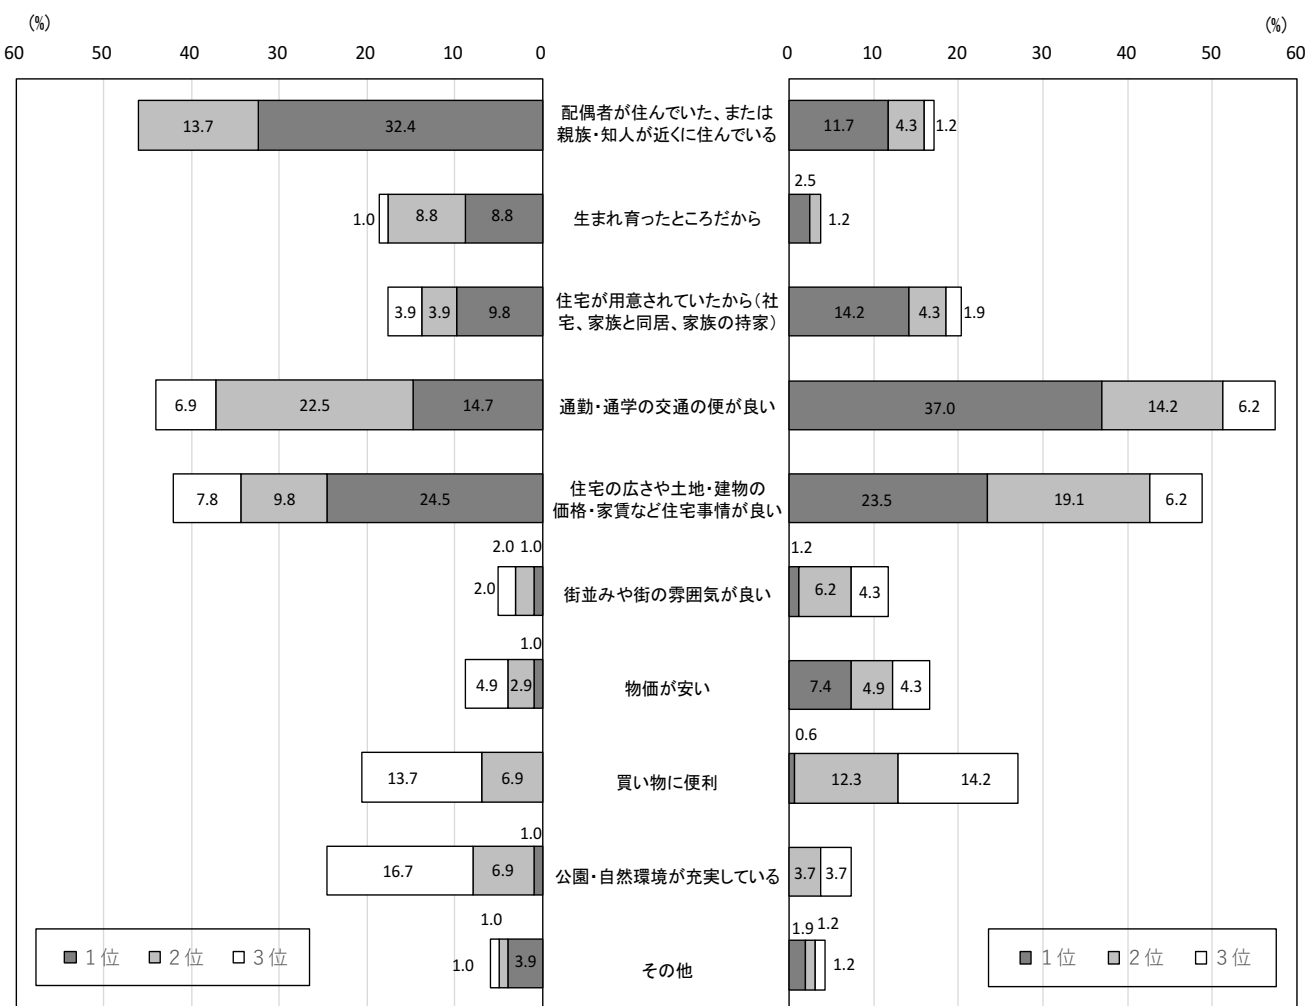 (%)
(%)
60 50 40 30 20 10 0
0 10 20 30 40 50 60
13.7 32.4
配偶者が住んでいた、または
親族・知人が近くに住んでいる
11.7 4.3 1.2
1.0 8.8 8.8
生まれ育ったところだから
2.5
1.2
3.9 3.9 9.8
住宅が用意されていたから（社
宅、家族と同居、家族の持家）
14.2 4.3 1.9
6.9 22.5 14.7
通勤・通学の交通の便が良い
37.0 14.2 6.2
7.8 9.8 24.5
住宅の広さや土地・建物の
価格・家賃など住宅事情が良い
23.5 19.1 6.2
2.0 1.0
2.0
街並みや街の雰囲気が良い
1.2
6.2 4.3
1.0
4.9 2.9
物価が安い
7.4 4.9 4.3
13.7 6.9
買い物に便利
0.6
12.3 14.2
1.0
16.7 6.9
公園・自然環境が充実している
3.7 3.7
1.0
1.0 3.9
その他
1.9 1.2
1.2
1位 2位 3位
1位 2位 3位